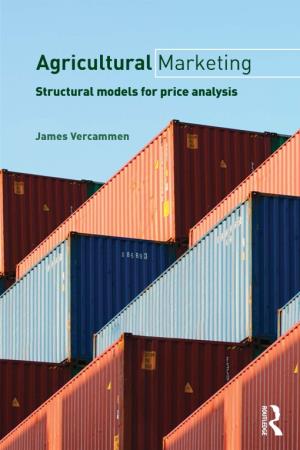 Agricultural Marketing
Structural models for price analysis
James Vercammen
ROUTLEDGE